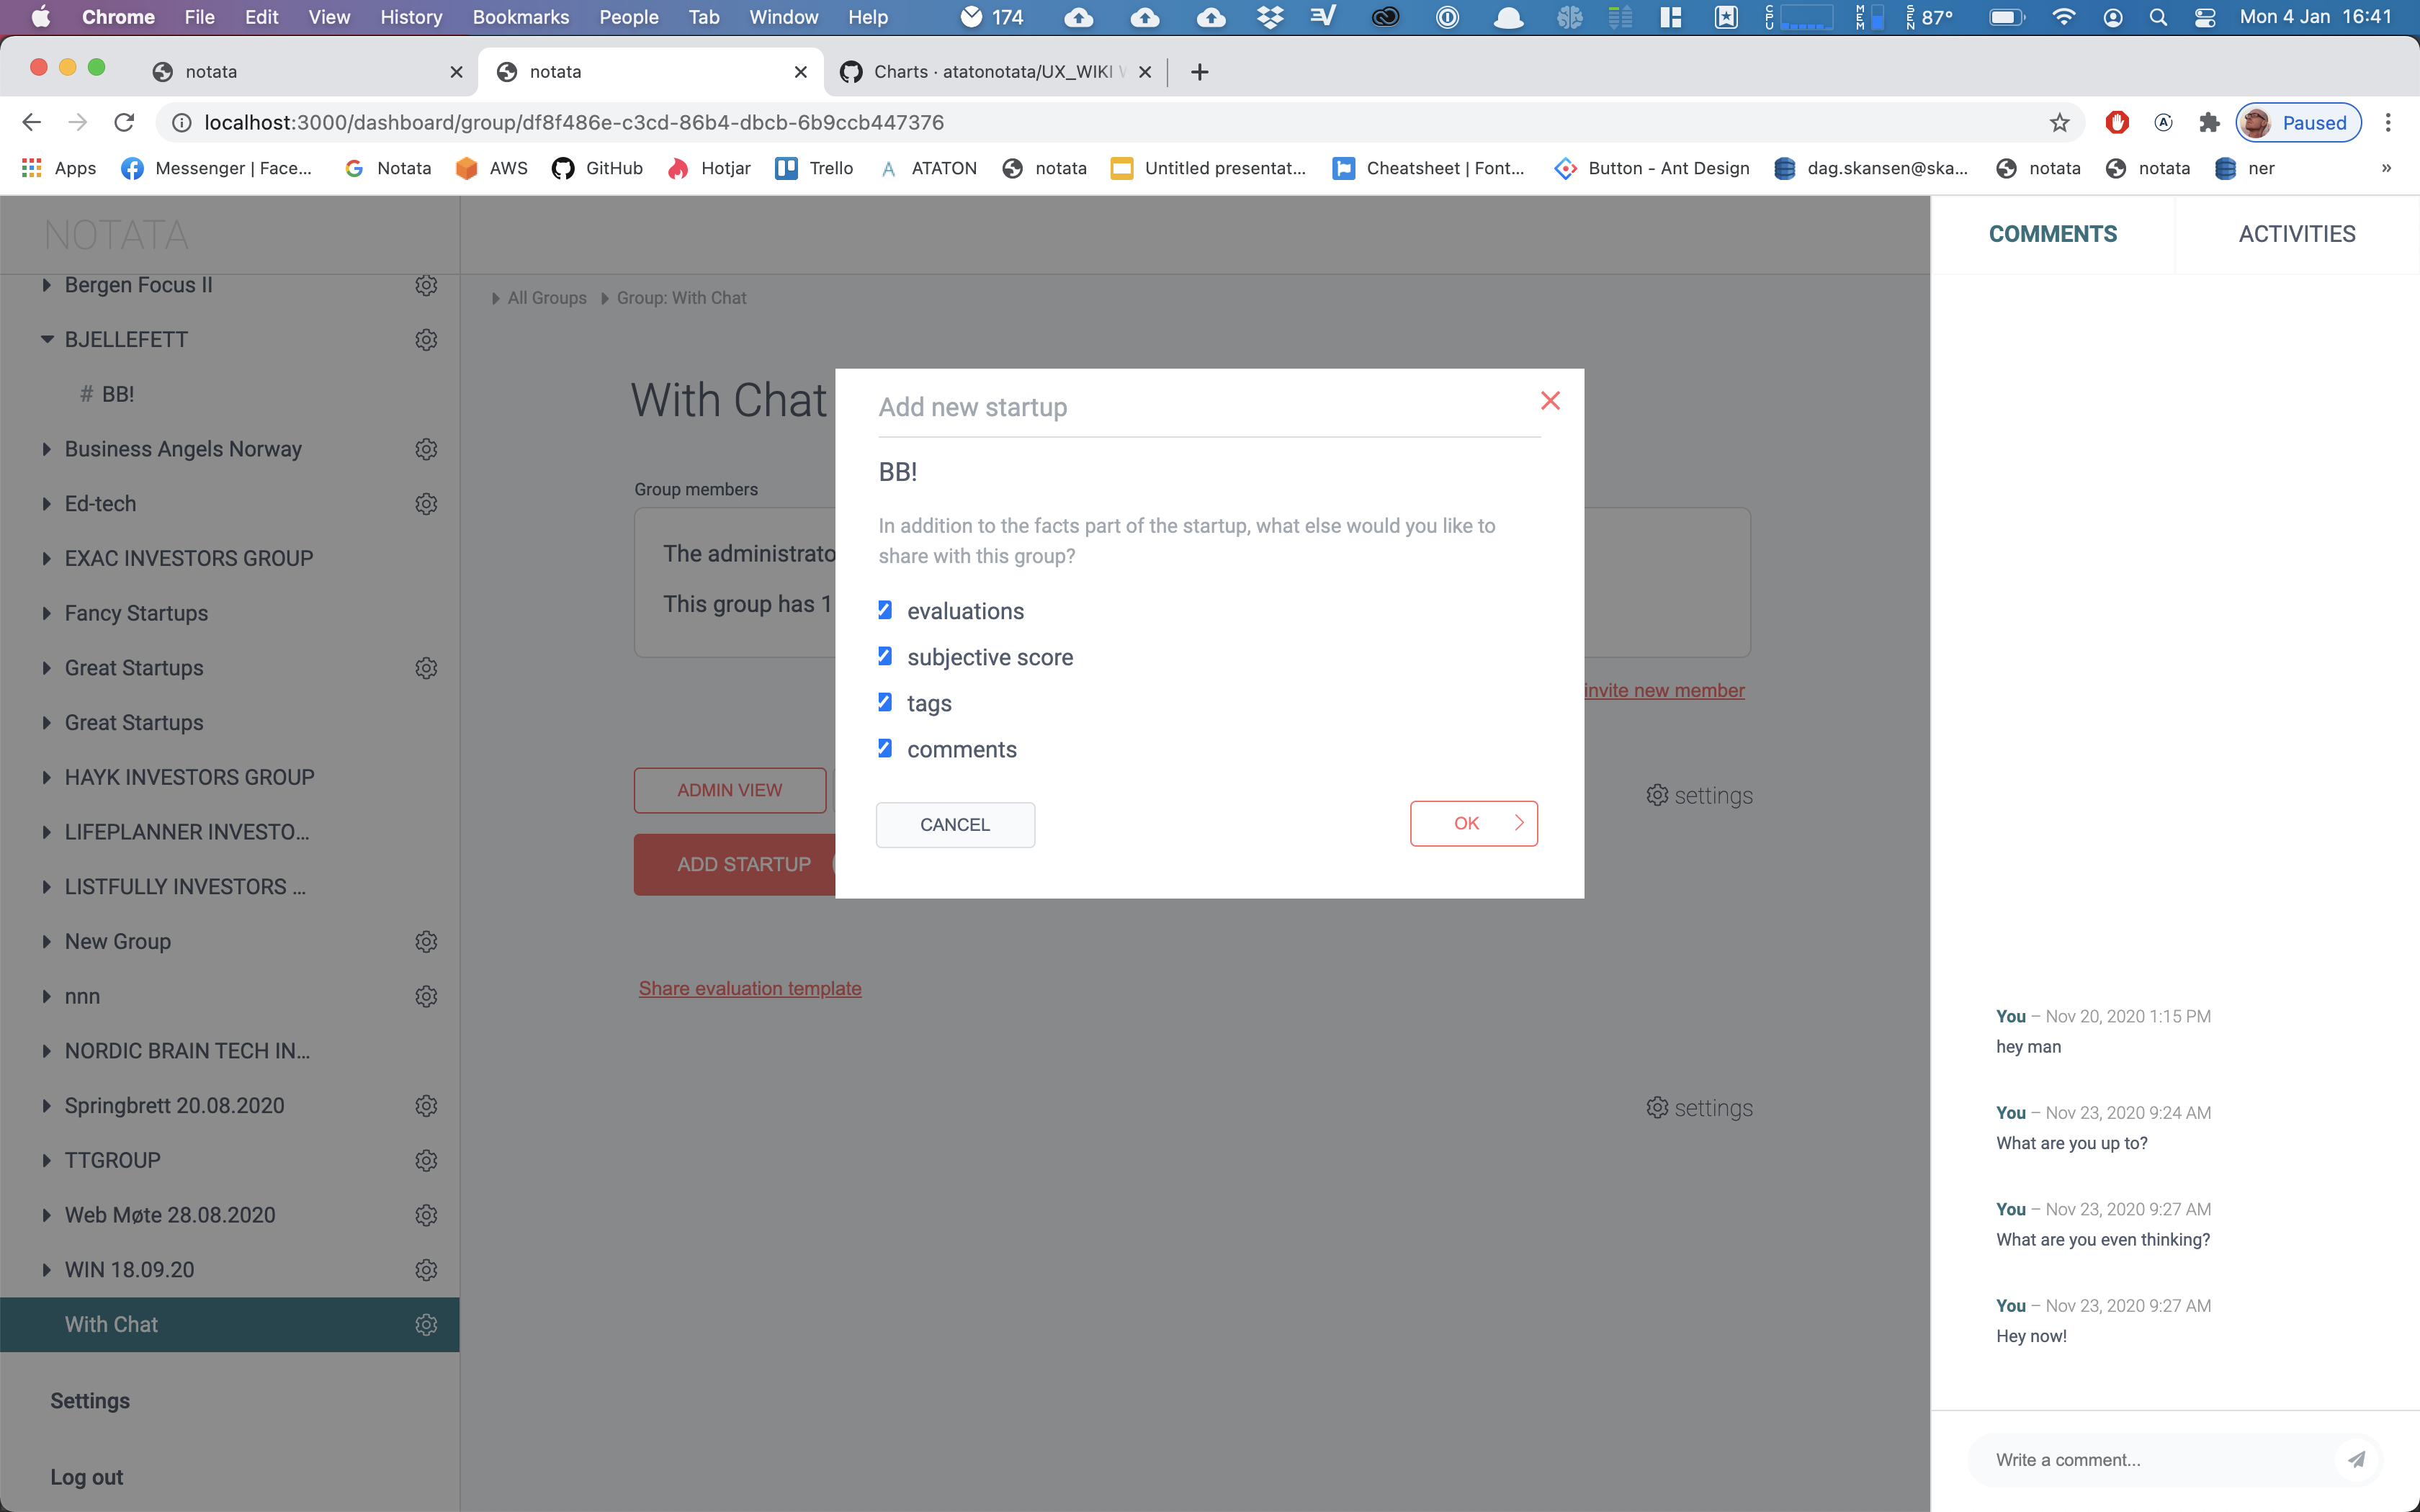 Chrome File Edit View History Bookmarks People Tab Window Help 174 CPU MEM SEN 87° Mon 4 Jan 16:41
notata notata Charts · atatonotata/UX_WIKI
localhost:3000/dashboard/group/df8f486e-c3cd-86b4-dbcb-6b9ccb447376 Paused
Apps Messenger | Face... Notata AWS GitHub Hotjar Trello ATATON notata Untitled presentat... Cheatsheet | Font... Button - Ant Design dag.skansen@ska... notata notata ner »
NOTATA
Bergen Focus II
BJELLEFETT
# BB!
Business Angels Norway
Ed-tech
EXAC INVESTORS GROUP
Fancy Startups
Great Startups
Great Startups
HAYK INVESTORS GROUP
LIFEPLANNER INVESTO...
LISTFULLY INVESTORS ...
New Group
nnn
NORDIC BRAIN TECH IN...
Springbrett 20.08.2020
TTGROUP
Web Møte 28.08.2020
WIN 18.09.20
With Chat
Settings
Log out
All Groups Group: With Chat
With Chat
Group members
The administrato
This group has 1
invite new member
ADMIN VIEW
settings
ADD STARTUP
Share evaluation template
settings
Add new startup
BB!
In addition to the facts part of the startup, what else would you like to
share with this group?
evaluations
subjective score
tags
comments
CANCEL
OK
COMMENTS ACTIVITIES
You – Nov 20, 2020 1:15 PM
hey man
You – Nov 23, 2020 9:24 AM
What are you up to?
You – Nov 23, 2020 9:27 AM
What are you even thinking?
You – Nov 23, 2020 9:27 AM
Hey now!
Write a comment...